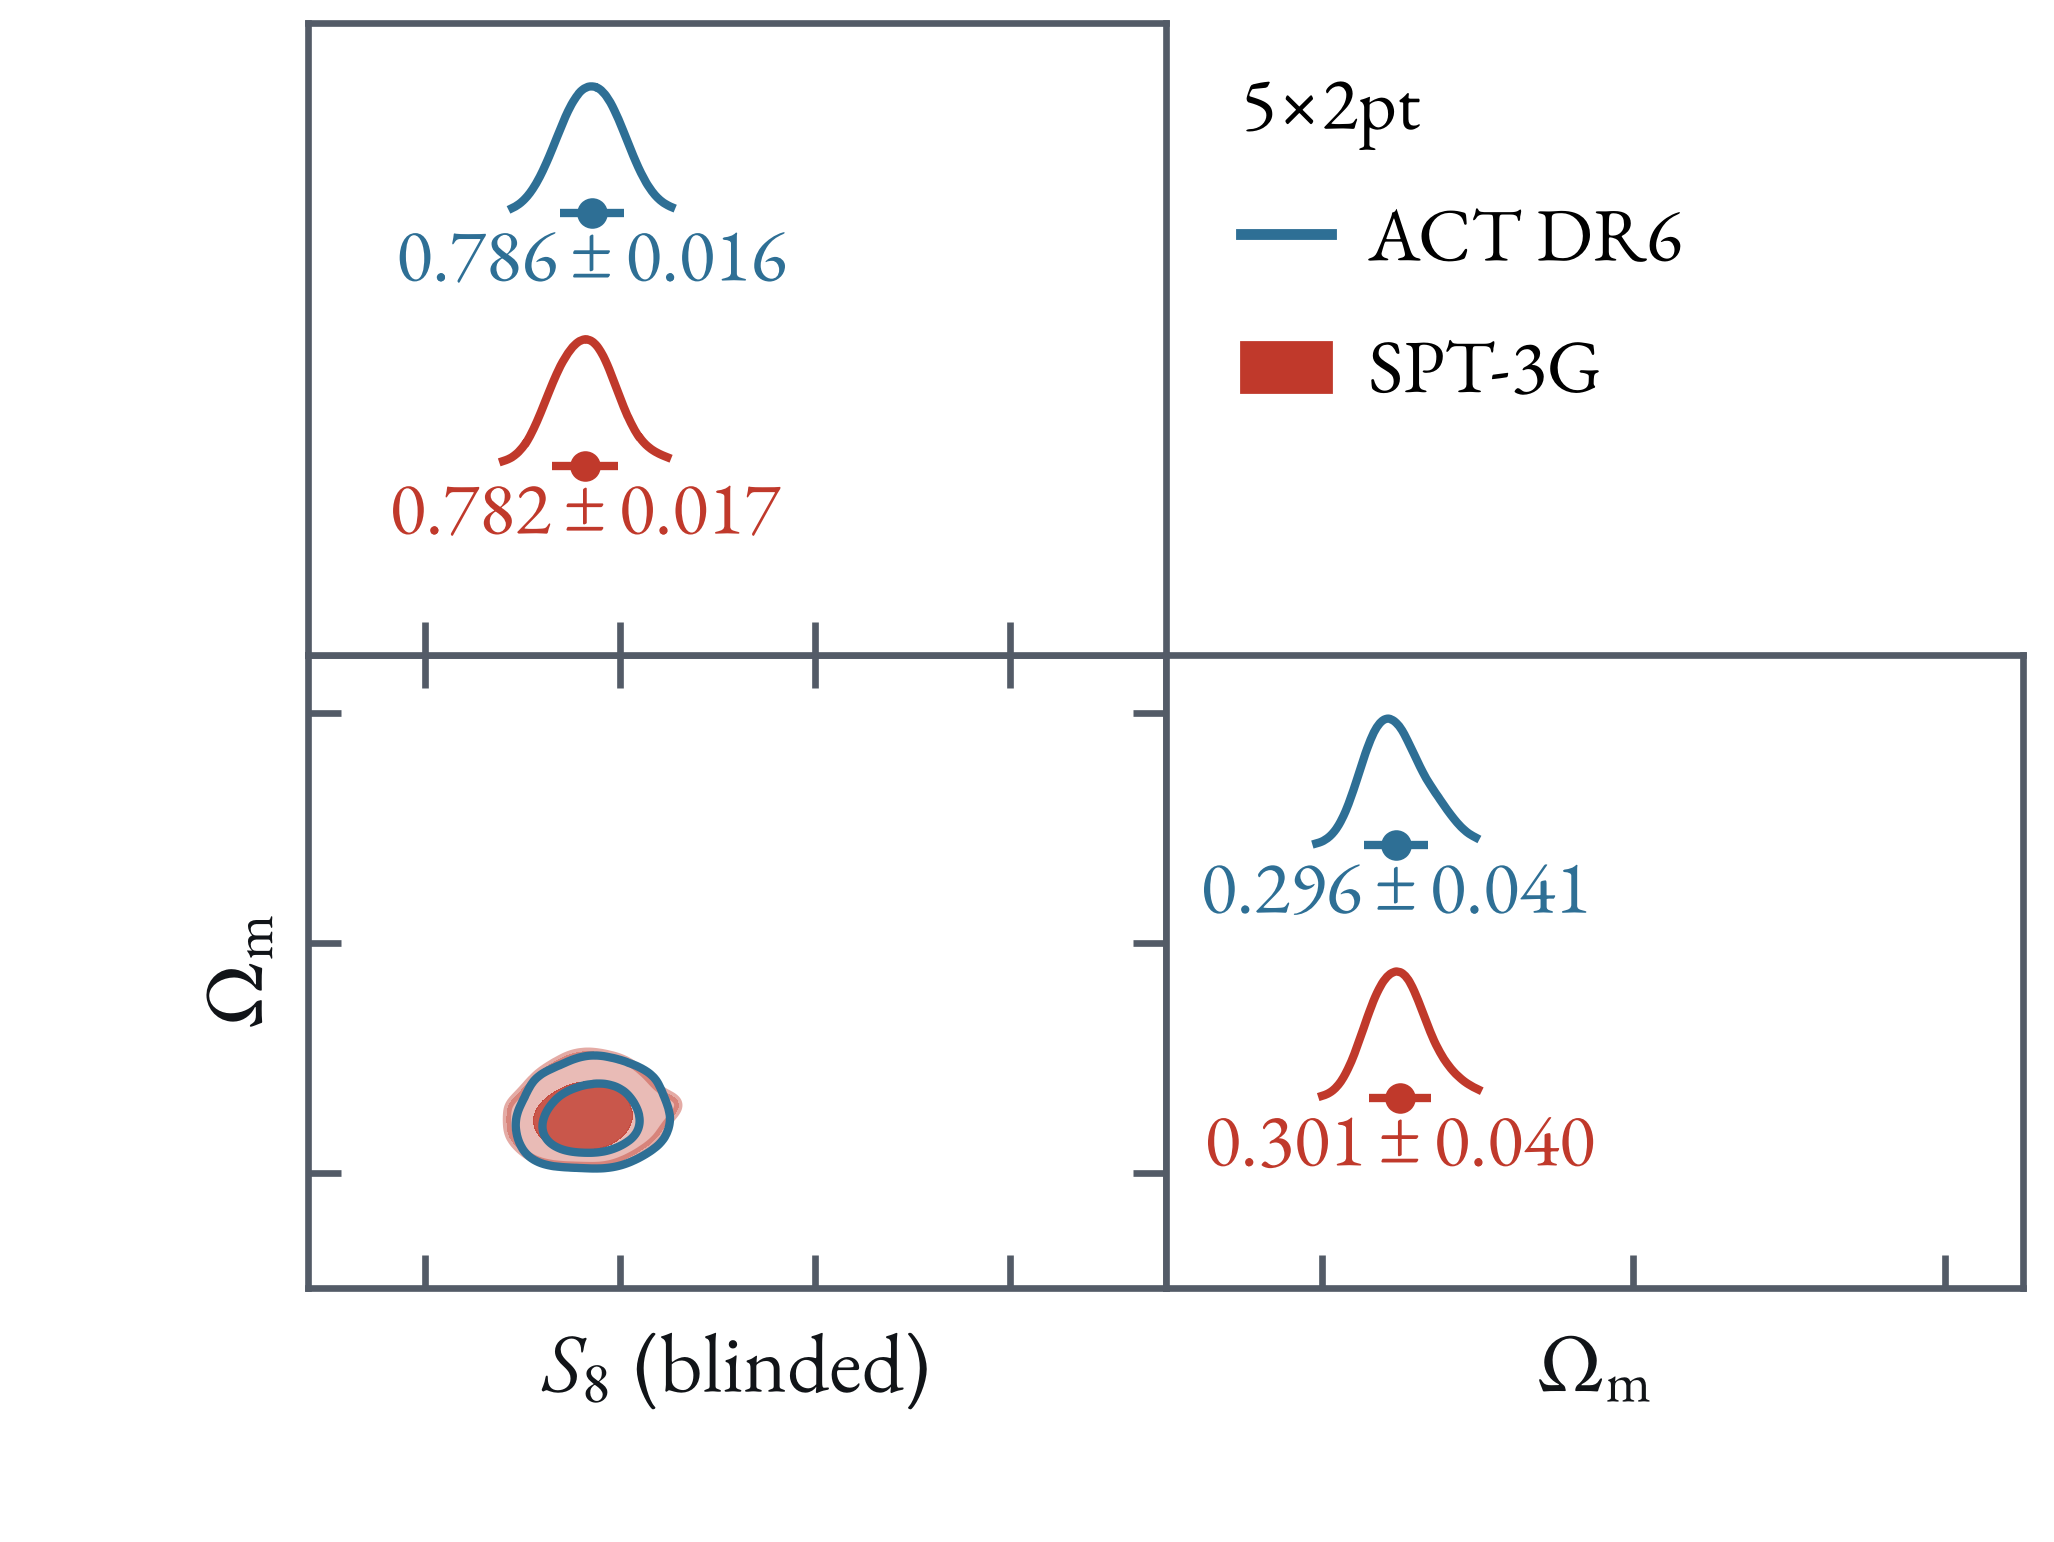 5×2pt
ACT DR6
SPT-3G
0.786 ± 0.016
0.782 ± 0.017
0.296 ± 0.041
0.301 ± 0.040
Ωm
S8 (blinded)
Ωm